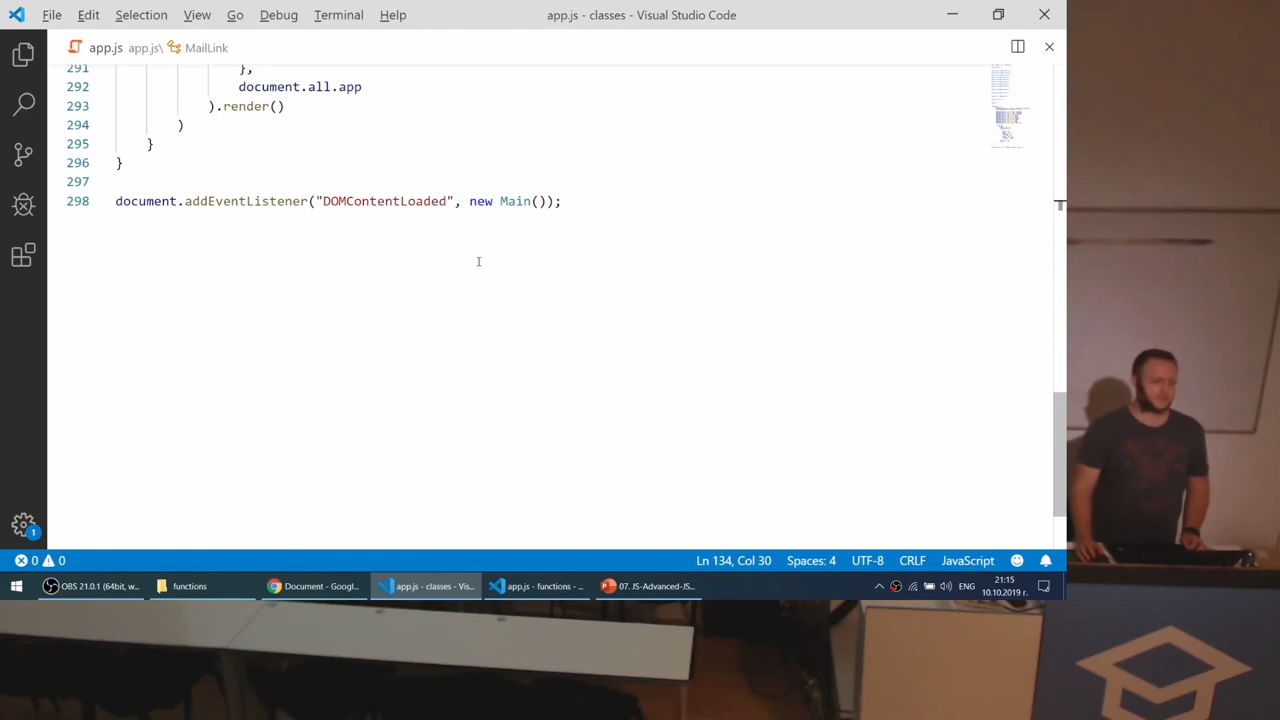 File Edit Selection View Go Debug Terminal Help
app.js - classes - Visual Studio Code
app.js app.js\ MailLink
291 },
292 document.all.app
293 ).render()
294 )
295 }
296 }
297
298 document.addEventListener("DOMContentLoaded", new Main());
1
0 0
Ln 134, Col 30 Spaces: 4 UTF-8 CRLF JavaScript
OBS 21.0.1 (64bit, w...
functions
Document - Googl...
app.js - classes - Vis...
app.js - functions - ...
07. JS-Advanced-JS...
ENG
21:15
10.10.2019 г.